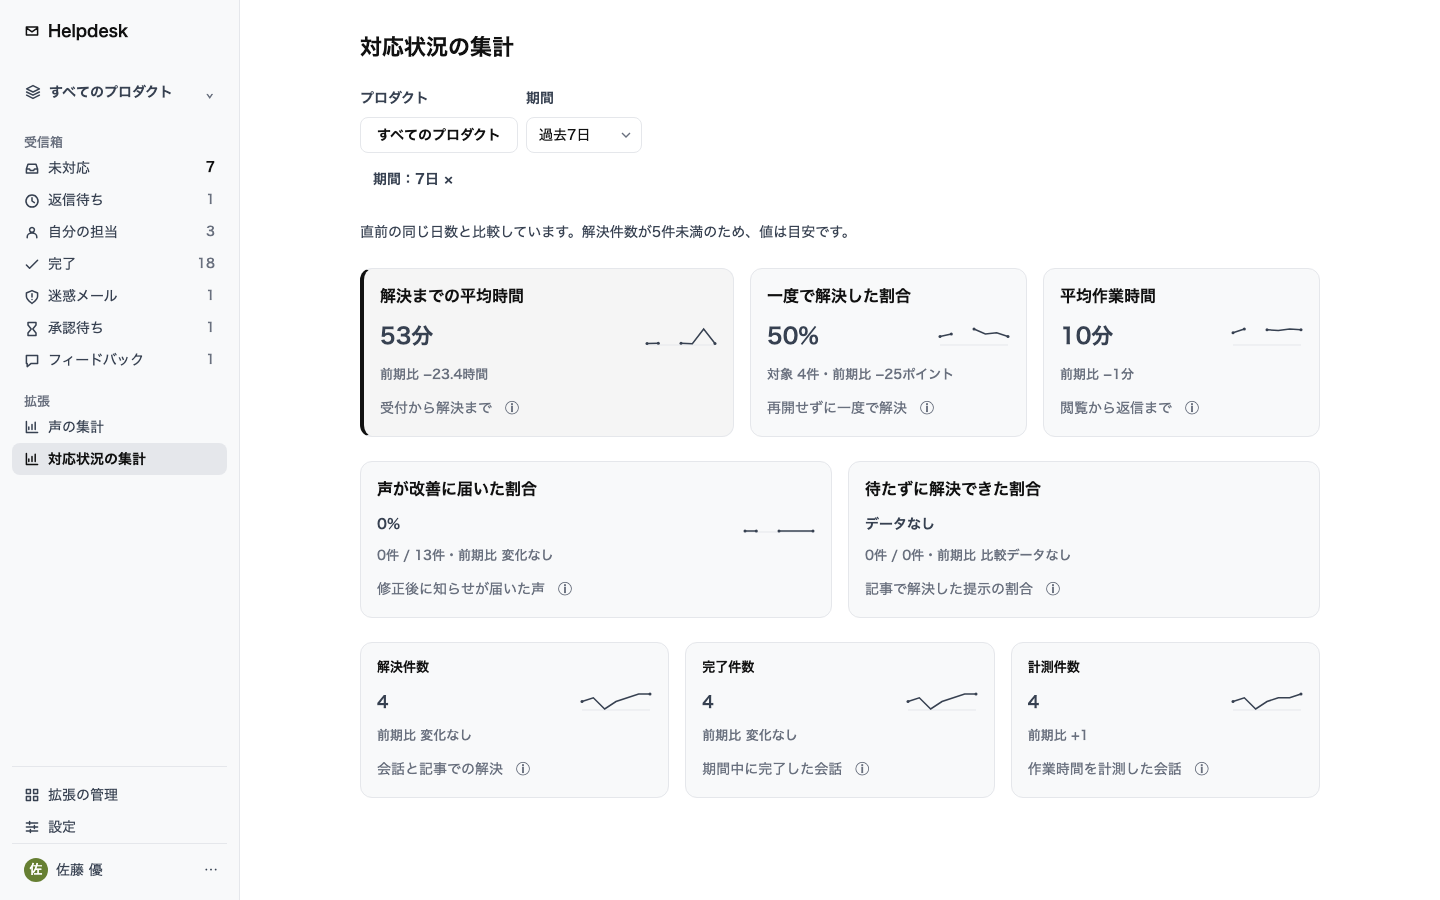 Helpdesk
すべてのプロダクト
受信箱
未対応 7
返信待ち 1
自分の担当 3
完了 18
迷惑メール 1
承認待ち 1
フィードバック 1
拡張
声の集計
対応状況の集計
拡張の管理
設定
佐 佐藤 優 …
対応状況の集計
プロダクト 期間
すべてのプロダクト 過去7日
期間：7日 ×
直前の同じ日数と比較しています。解決件数が5件未満のため、値は目安です。
解決までの平均時間
53分
前期比 −23.4時間
受付から解決まで ⓘ
一度で解決した割合
50%
対象 4件・前期比 −25ポイント
再開せずに一度で解決 ⓘ
平均作業時間
10分
前期比 −1分
閲覧から返信まで ⓘ
声が改善に届いた割合
0%
0件 / 13件・前期比 変化なし
修正後に知らせが届いた声 ⓘ
待たずに解決できた割合
データなし
0件 / 0件・前期比 比較データなし
記事で解決した提示の割合 ⓘ
解決件数
4
前期比 変化なし
会話と記事での解決 ⓘ
完了件数
4
前期比 変化なし
期間中に完了した会話 ⓘ
計測件数
4
前期比 +1
作業時間を計測した会話 ⓘ